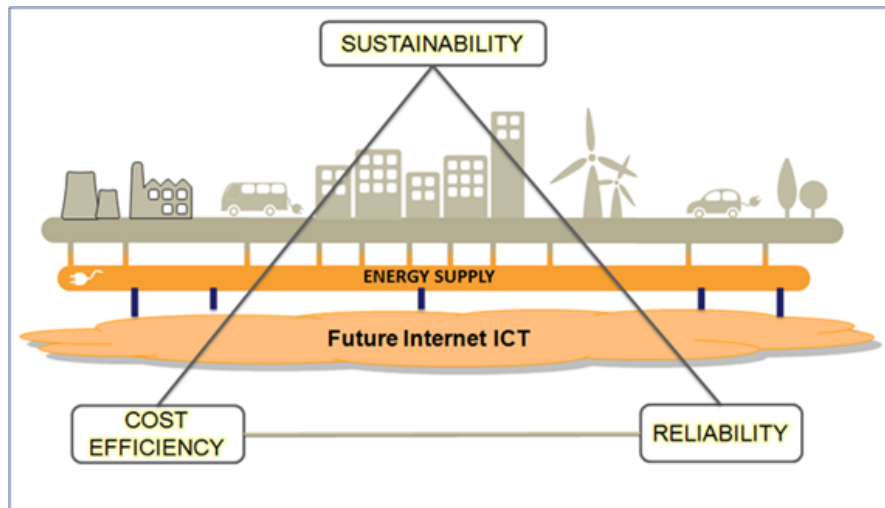 SUSTAINABILITY
ENERGY SUPPLY
Future Internet ICT
COST
EFFICIENCY
RELIABILITY